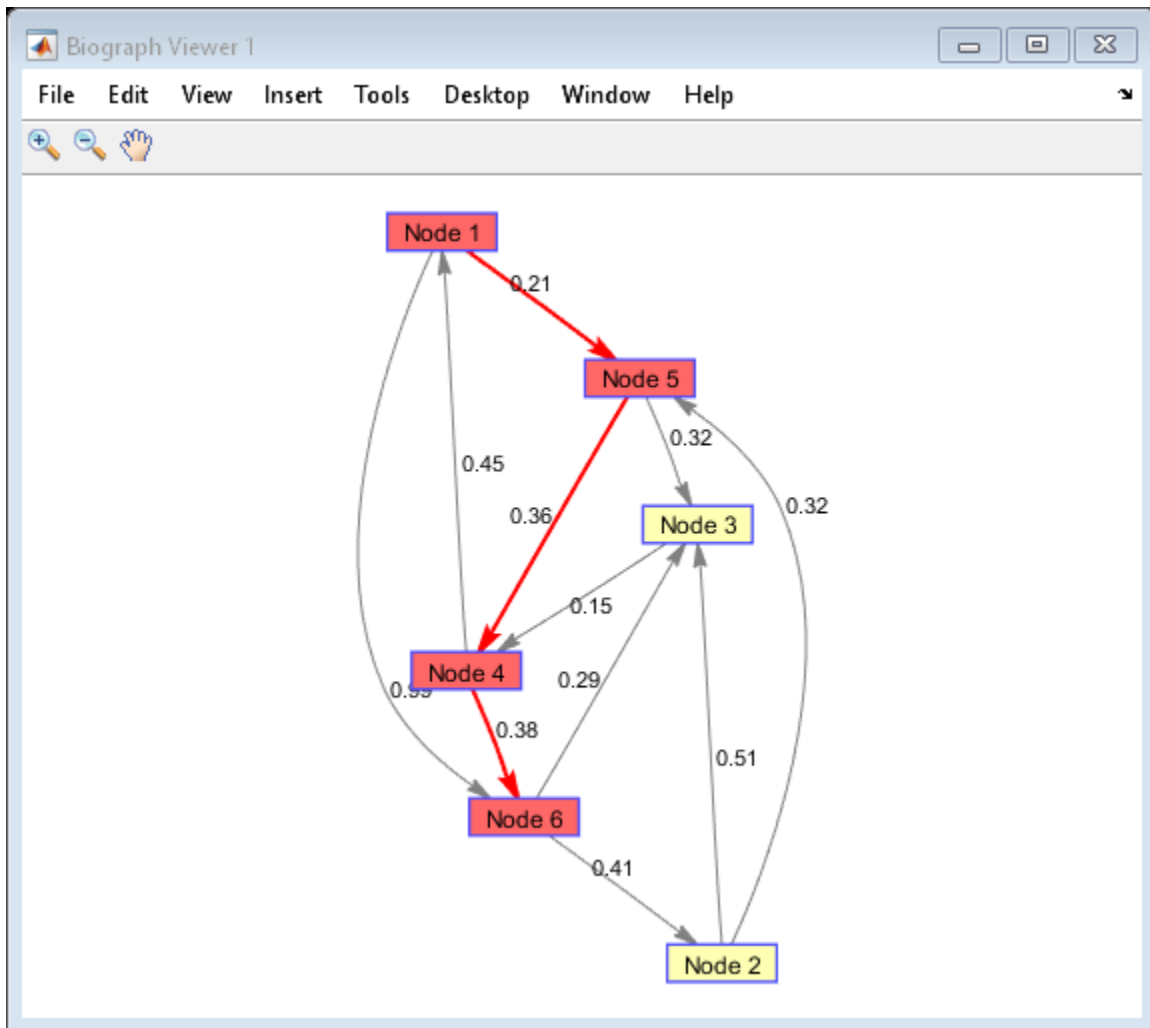 Biograph Viewer 1
File Edit View Insert Tools Desktop Window Help
Node 1
0.21
Node 5
0.32
0.45
0.32
0.36
Node 3
0.15
Node 4
0.29
0.99
0.38
0.51
Node 6
0.41
Node 2